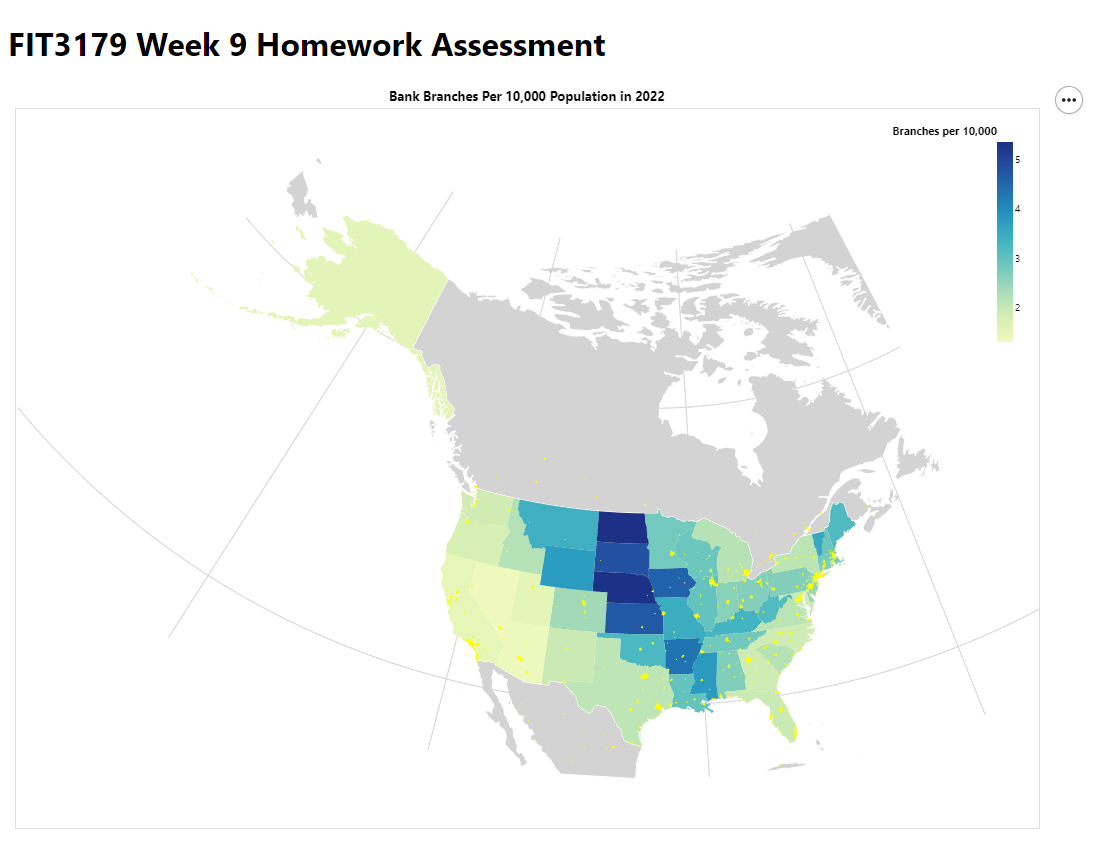 FIT3179 Week 9 Homework Assessment
Bank Branches Per 10,000 Population in 2022
Branches per 10,000
5
4
3
2